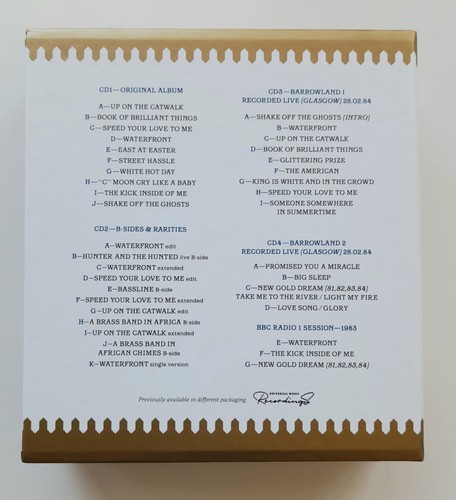 CD1—ORIGINAL ALBUM
A—UP ON THE CATWALK
B—BOOK OF BRILLIANT THINGS
C—SPEED YOUR LOVE TO ME
D—WATERFRONT
E—EAST AT EASTER
F—STREET HASSLE
G—WHITE HOT DAY
H—"C" MOON CRY LIKE A BABY
I—THE KICK INSIDE OF ME
J—SHAKE OFF THE GHOSTS
CD2—B-SIDES & RARITIES
A—WATERFRONT edit
B—HUNTER AND THE HUNTED live B-side
C—WATERFRONT extended
D—SPEED YOUR LOVE TO ME edit
E—BASSLINE B-side
F—SPEED YOUR LOVE TO ME extended
G—UP ON THE CATWALK edit
H—A BRASS BAND IN AFRICA B-side
I—UP ON THE CATWALK extended
J—A BRASS BAND IN
AFRICAN CHIMES B-side
K—WATERFRONT single version
CD3—BARROWLAND 1
RECORDED LIVE (GLASGOW) 28.02.84
A—SHAKE OFF THE GHOSTS (INTRO)
B—WATERFRONT
C—UP ON THE CATWALK
D—BOOK OF BRILLIANT THINGS
E—GLITTERING PRIZE
F—THE AMERICAN
G—KING IS WHITE AND IN THE CROWD
H—SPEED YOUR LOVE TO ME
I—SOMEONE SOMEWHERE
IN SUMMERTIME
CD4—BARROWLAND 2
RECORDED LIVE (GLASGOW) 28.02.84
A—PROMISED YOU A MIRACLE
B—BIG SLEEP
C—NEW GOLD DREAM (81,82,83,84)
TAKE ME TO THE RIVER / LIGHT MY FIRE
D—LOVE SONG / GLORY
BBC RADIO 1 SESSION—1983
E—WATERFRONT
F—THE KICK INSIDE OF ME
G—NEW GOLD DREAM (81,82,83,84)
Previously available in different packaging
UNIVERSAL MUSIC
Recordings